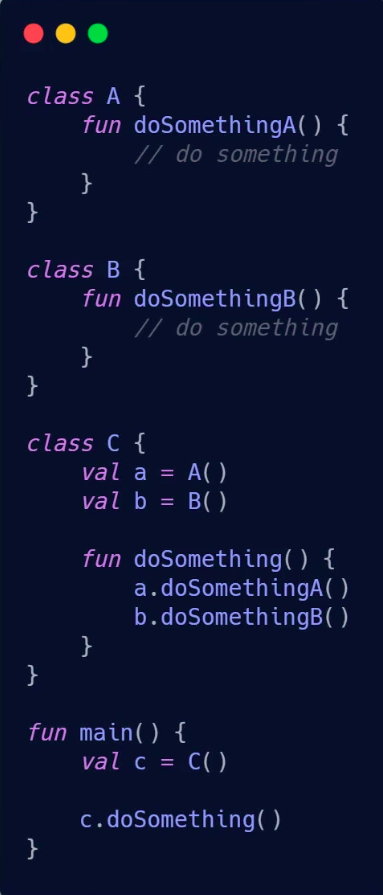 class A {
    fun doSomethingA() {
        // do something
    }
}

class B {
    fun doSomethingB() {
        // do something
    }
}

class C {
    val a = A()
    val b = B()

    fun doSomething() {
        a.doSomethingA()
        b.doSomethingB()
    }
}

fun main() {
    val c = C()

    c.doSomething()
}